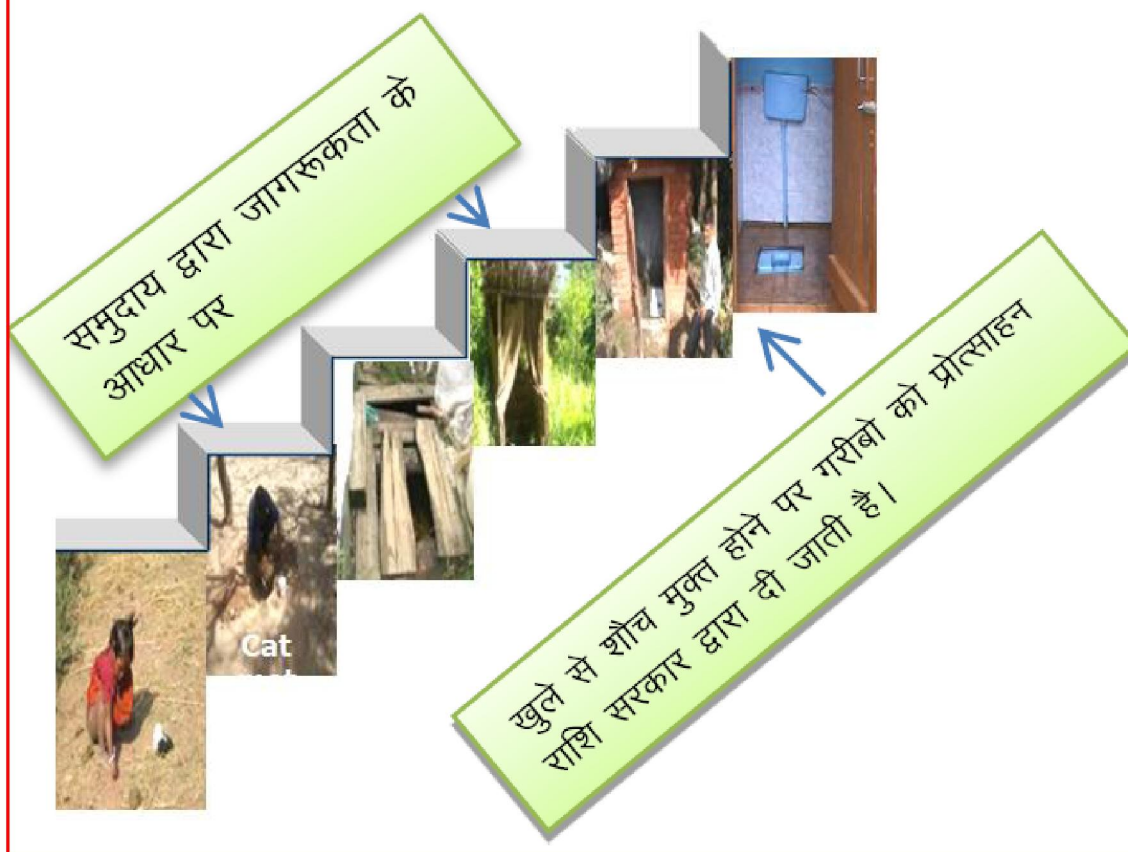 समुदाय द्वारा जागरूकता के
आधार पर
Cat
खुले से शौच मुक्त होने पर गरीबो को प्रोत्साहन
राशि सरकार द्वारा दी जाती है।